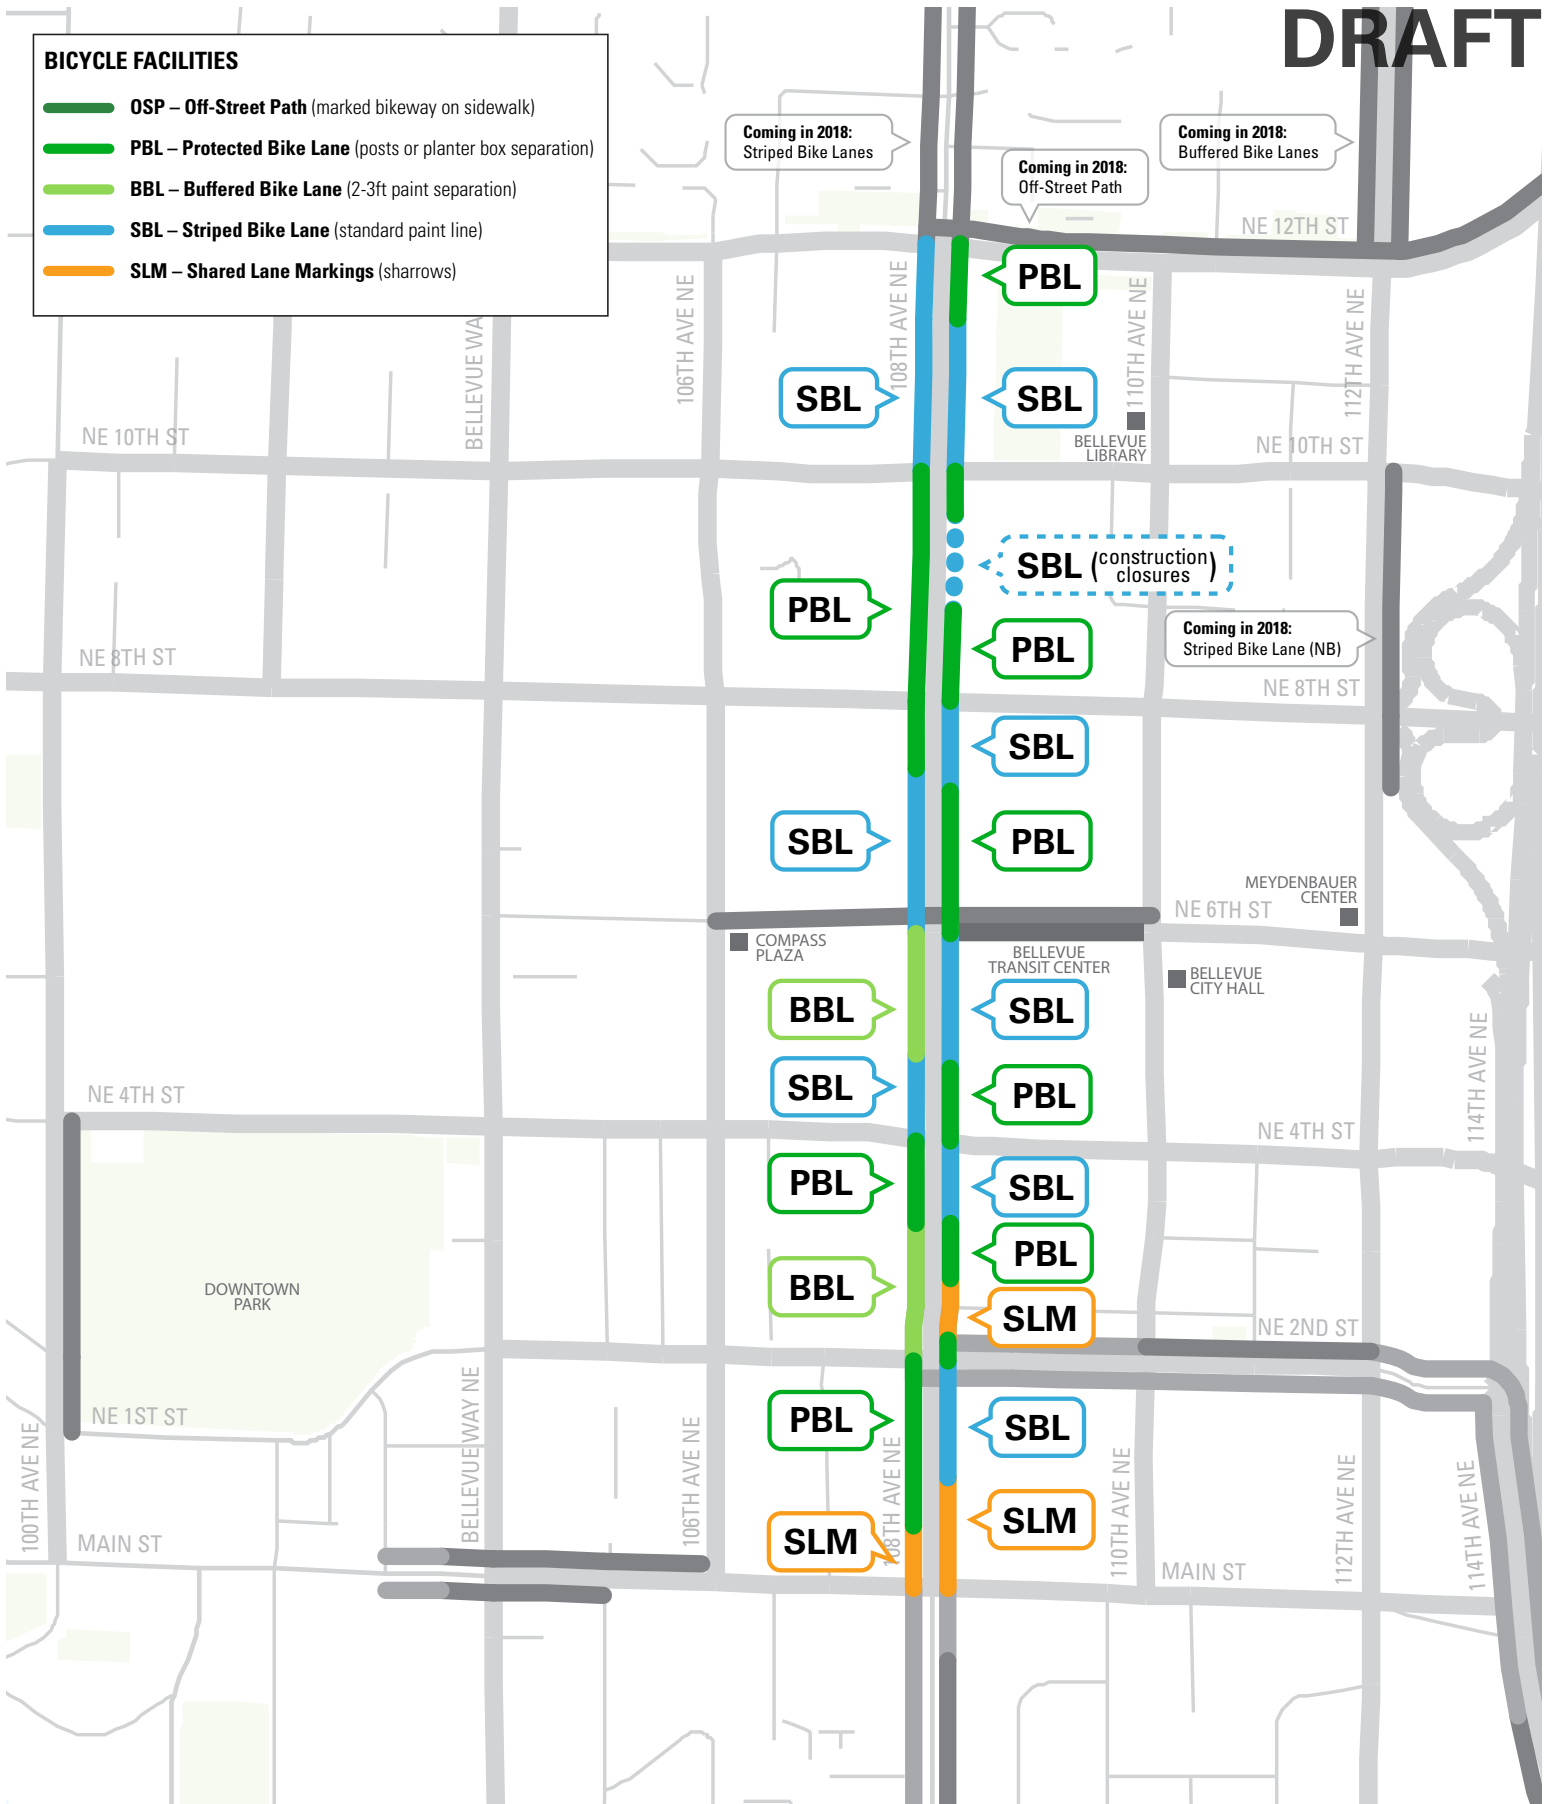 DRAFT
BICYCLE FACILITIES
OSP – Off-Street Path (marked bikeway on sidewalk)
PBL – Protected Bike Lane (posts or planter box separation)
BBL – Buffered Bike Lane (2-3ft paint separation)
SBL – Striped Bike Lane (standard paint line)
SLM – Shared Lane Markings (sharrows)
Coming in 2018:
Striped Bike Lanes
Coming in 2018:
Off-Street Path
Coming in 2018:
Buffered Bike Lanes
NE 12TH ST
PBL
BELLEVUE WA
106TH AVE NE
108TH AVE NE
110TH AVE NE
112TH AVE NE
SBL
SBL
NE 10TH ST
BELLEVUE
LIBRARY
NE 10TH ST
SBL (construction
closures)
PBL
PBL
Coming in 2018:
Striped Bike Lane (NB)
NE 8TH ST
NE 8TH ST
SBL
SBL
PBL
MEYDENBAUER
CENTER
NE 6TH ST
COMPASS
PLAZA
BELLEVUE
TRANSIT CENTER
BELLEVUE
CITY HALL
BBL
SBL
114TH AVE NE
SBL
PBL
NE 4TH ST
NE 4TH ST
PBL
SBL
PBL
DOWNTOWN
PARK
BBL
SLM
NE 2ND ST
NE 1ST ST
PBL
SBL
100TH AVE NE
BELLEVUE WAY NE
106TH AVE NE
108TH AVE NE
110TH AVE NE
112TH AVE NE
114TH AVE NE
SLM
SLM
MAIN ST
MAIN ST